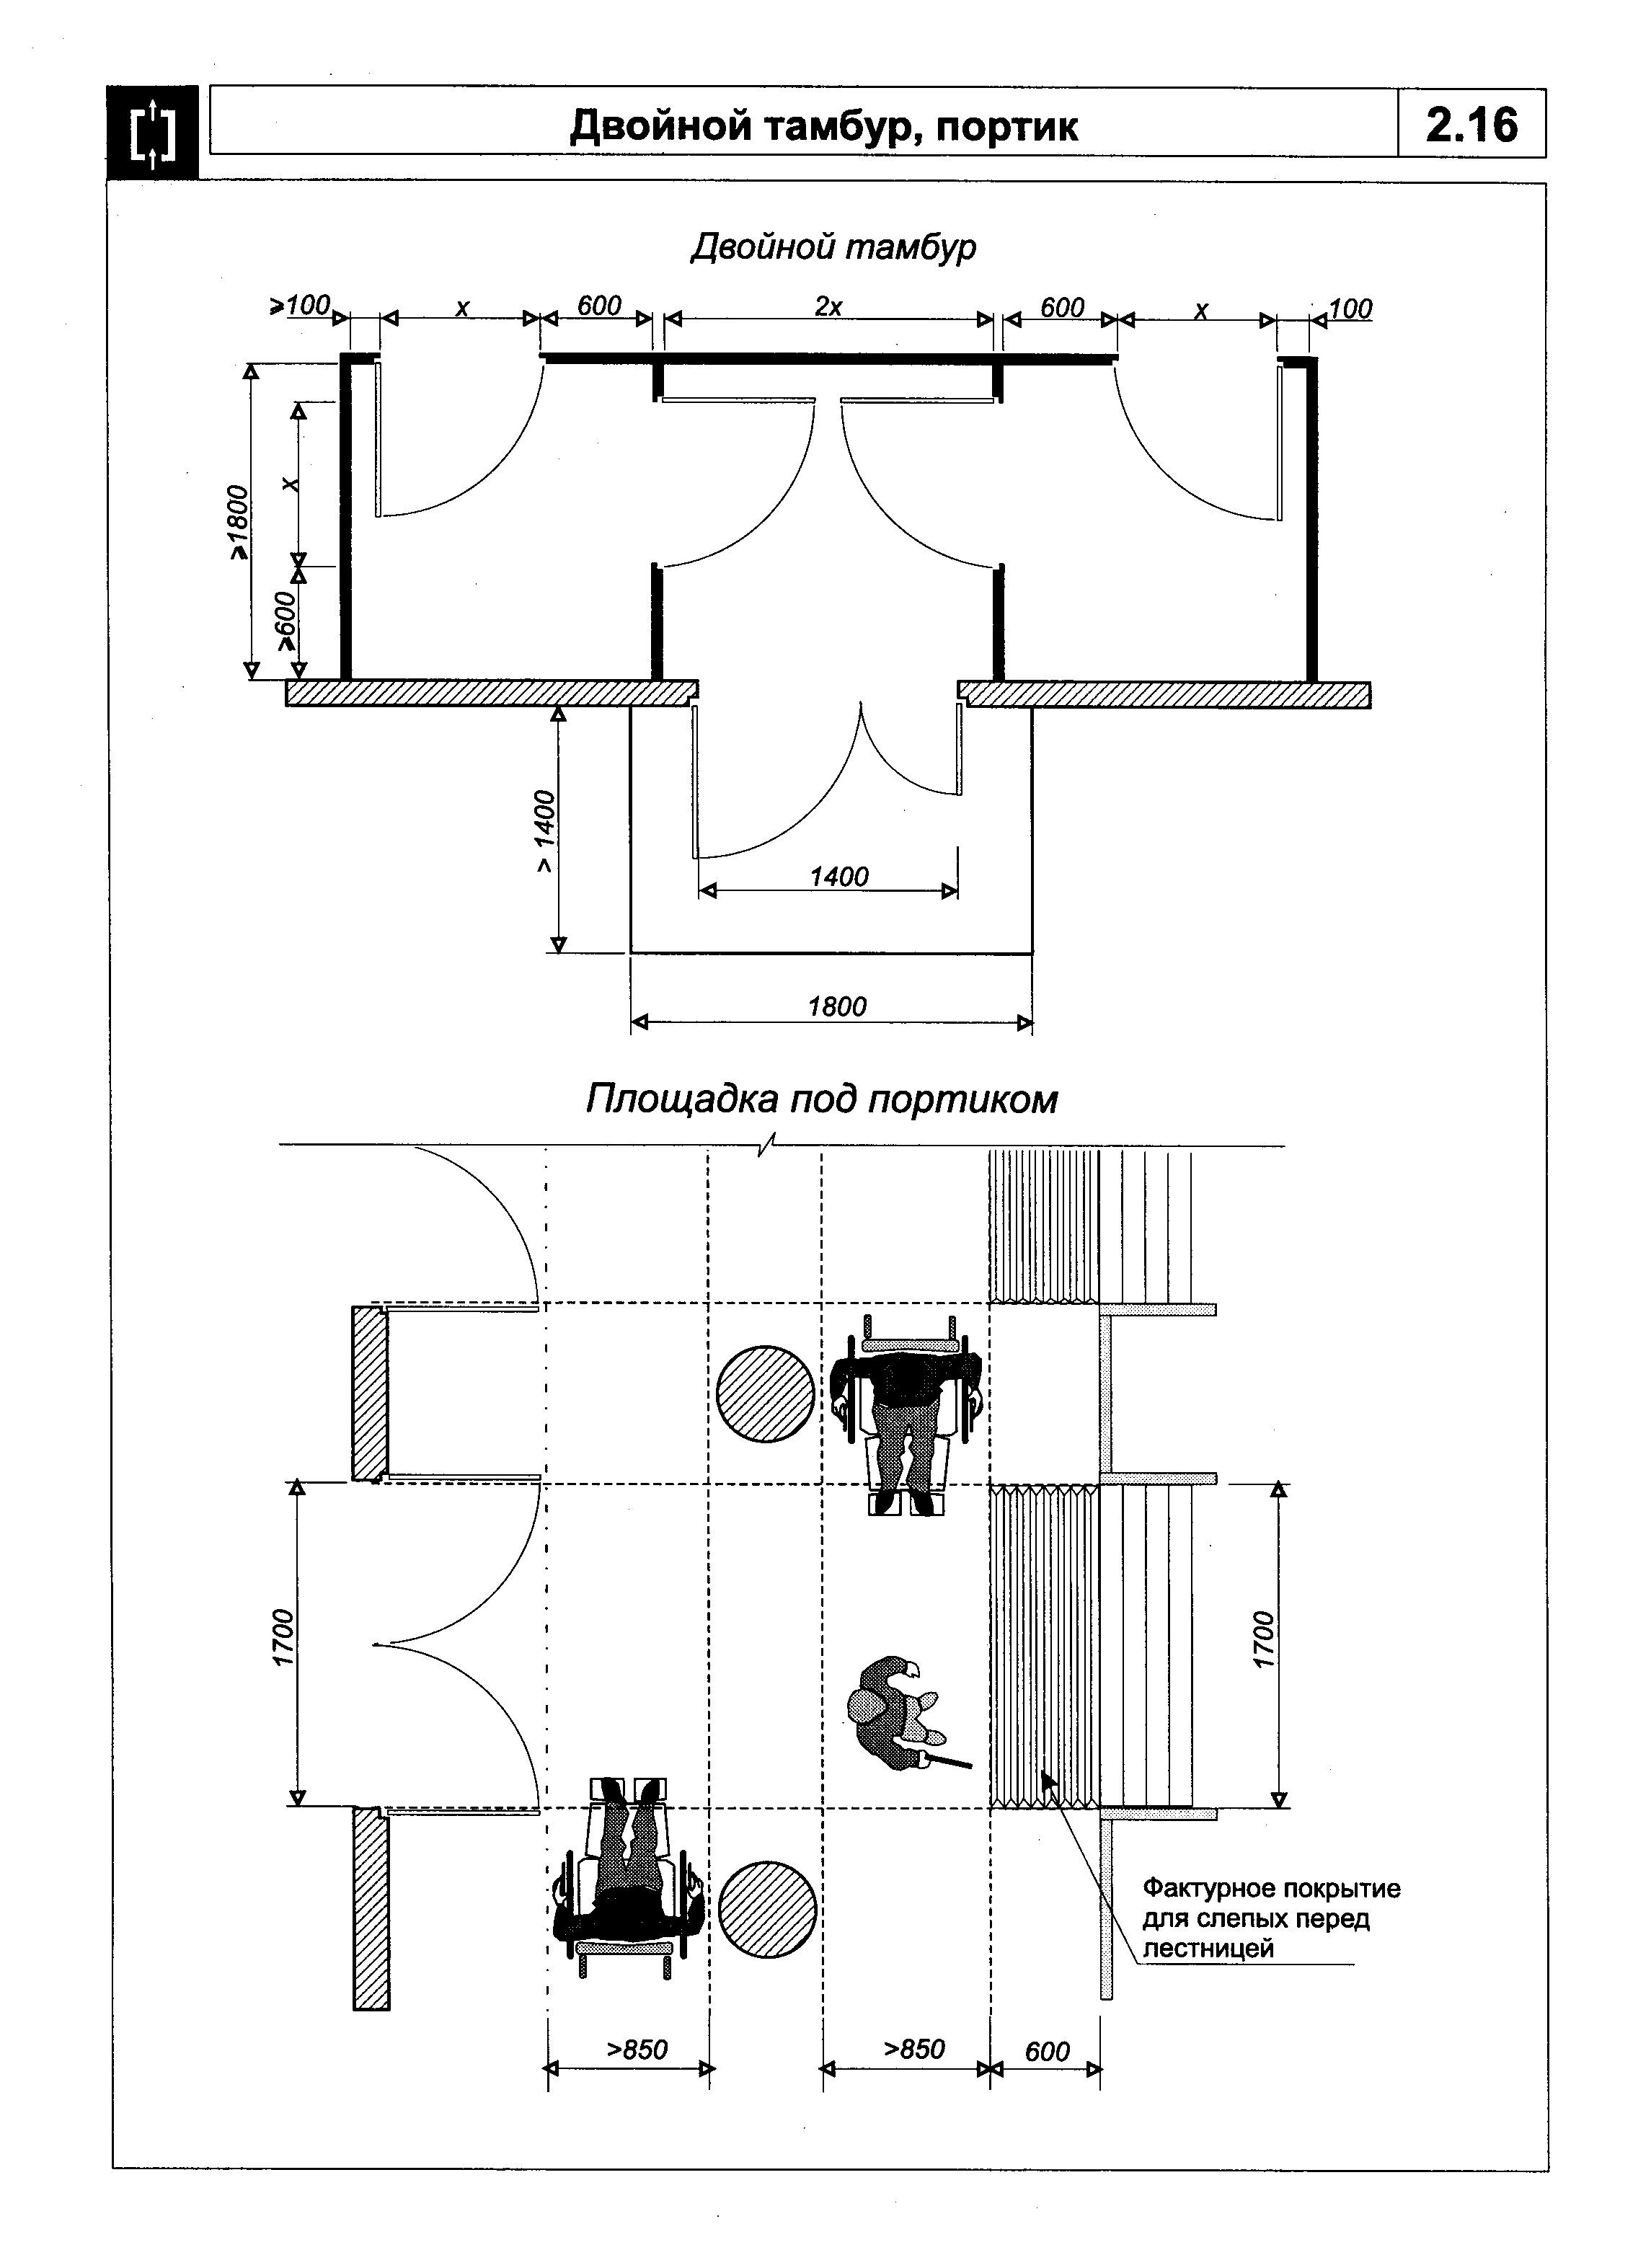 Двойной тамбур, портик
2.16
Двойной тамбур
⩾100
x
600
2x
600
x
100
⩾1800
x
⩾600
> 1400
1400
1800
Площадка под портиком
1700
1700
Фактурное покрытие
для слепых перед
лестницей
>850
>850
600